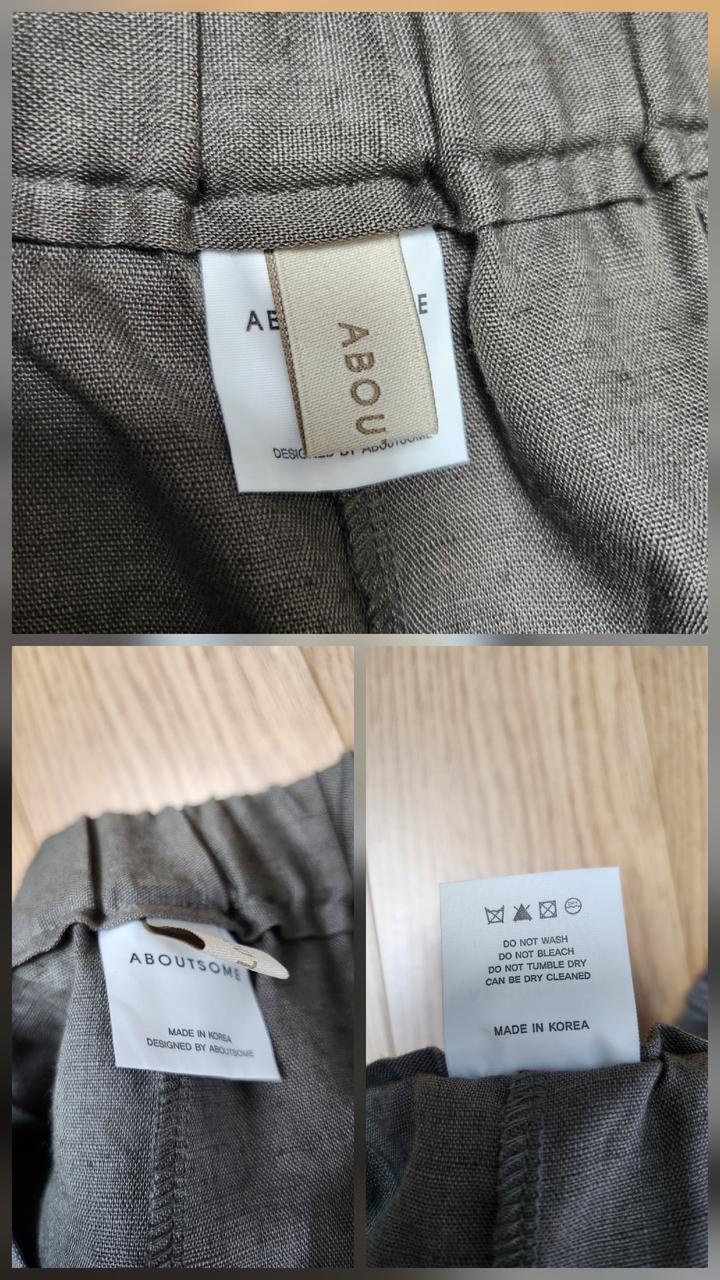 AB E
ABOU
DESIGNED BY ABOUTSOME
ABOUTSOME
MADE IN KOREA
DESIGNED BY ABOUTSOME
DO NOT WASH
DO NOT BLEACH
DO NOT TUMBLE DRY
CAN BE DRY CLEANED
MADE IN KOREA